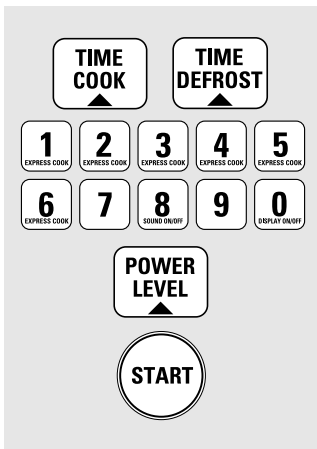 TIME COOK
TIME DEFROST
1 EXPRESS COOK
2 EXPRESS COOK
3 EXPRESS COOK
4 EXPRESS COOK
5 EXPRESS COOK
6 EXPRESS COOK
7
8 SOUND ON/OFF
9
0 DISPLAY ON/OFF
POWER
LEVEL
START